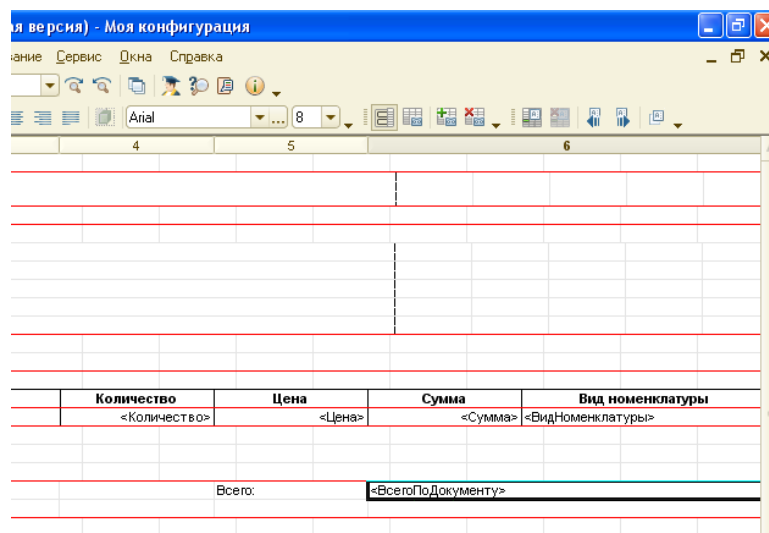 ая версия) - Моя конфигурация
вание Сервис Окна Справка
Arial ... 8
4 5 6
Количество Цена Сумма Вид номенклатуры
<Количество> <Цена> <Сумма> <ВидНоменклатуры>
Всего: <ВсегоПоДокументу>